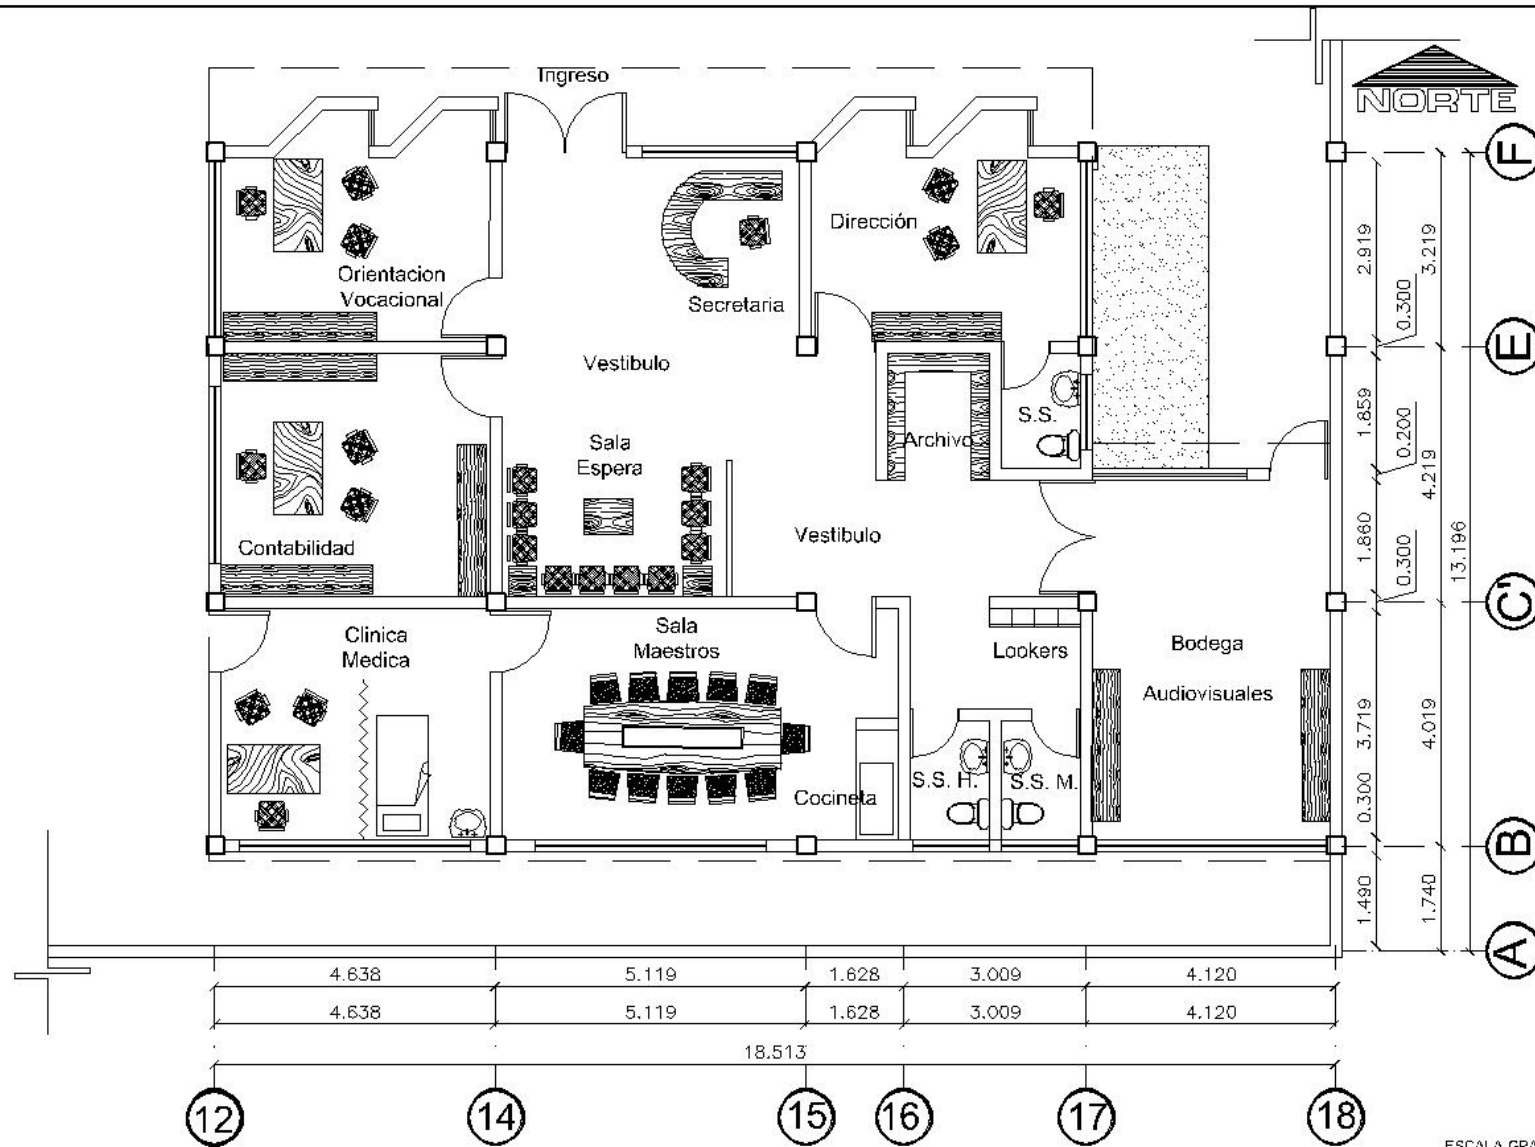 Ingreso
NORTE
F
Dirección
Orientacion
Vocacional
Secretaria
2.919
3.219
0.300
E
Vestibulo
S.S.
Archivo
Sala
Espera
1.859
0.200
4.219
Contabilidad
Vestibulo
1.860
0.300
13.196
C'
Clinica
Medica
Sala
Maestros
Lookers
Bodega
Audiovisuales
3.719
4.019
Cocineta
S.S. H.
S.S. M.
0.300
B
1.490
1.740
A
4.638
5.119
1.628
3.009
4.120
4.638
5.119
1.628
3.009
4.120
18.513
12
14
15
16
17
18